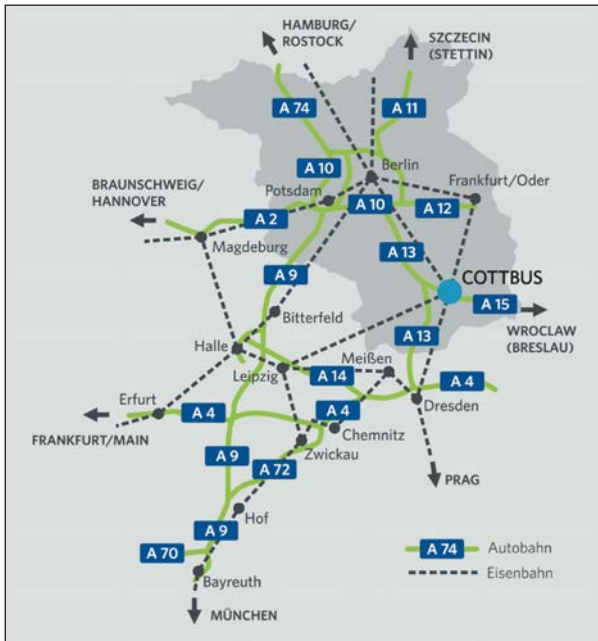 HAMBURG/
ROSTOCK
SZCZECIN
(STETTIN)
A 74
A 11
A 10
Berlin
BRAUNSCHWEIG/
HANNOVER
Potsdam
Frankfurt/Oder
A 2
A 10
A 12
Magdeburg
A 13
A 9
COTTBUS
A 15
Bitterfeld
WROCLAW
(BRESLAU)
A 13
Halle
Meißen
Leipzig
A 14
A 4
Erfurt
Dresden
A 4
A 4
FRANKFURT/MAIN
Chemnitz
Zwickau
A 9
A 72
PRAG
Hof
A 9
A 70
A 74
Autobahn
Bayreuth
Eisenbahn
MÜNCHEN